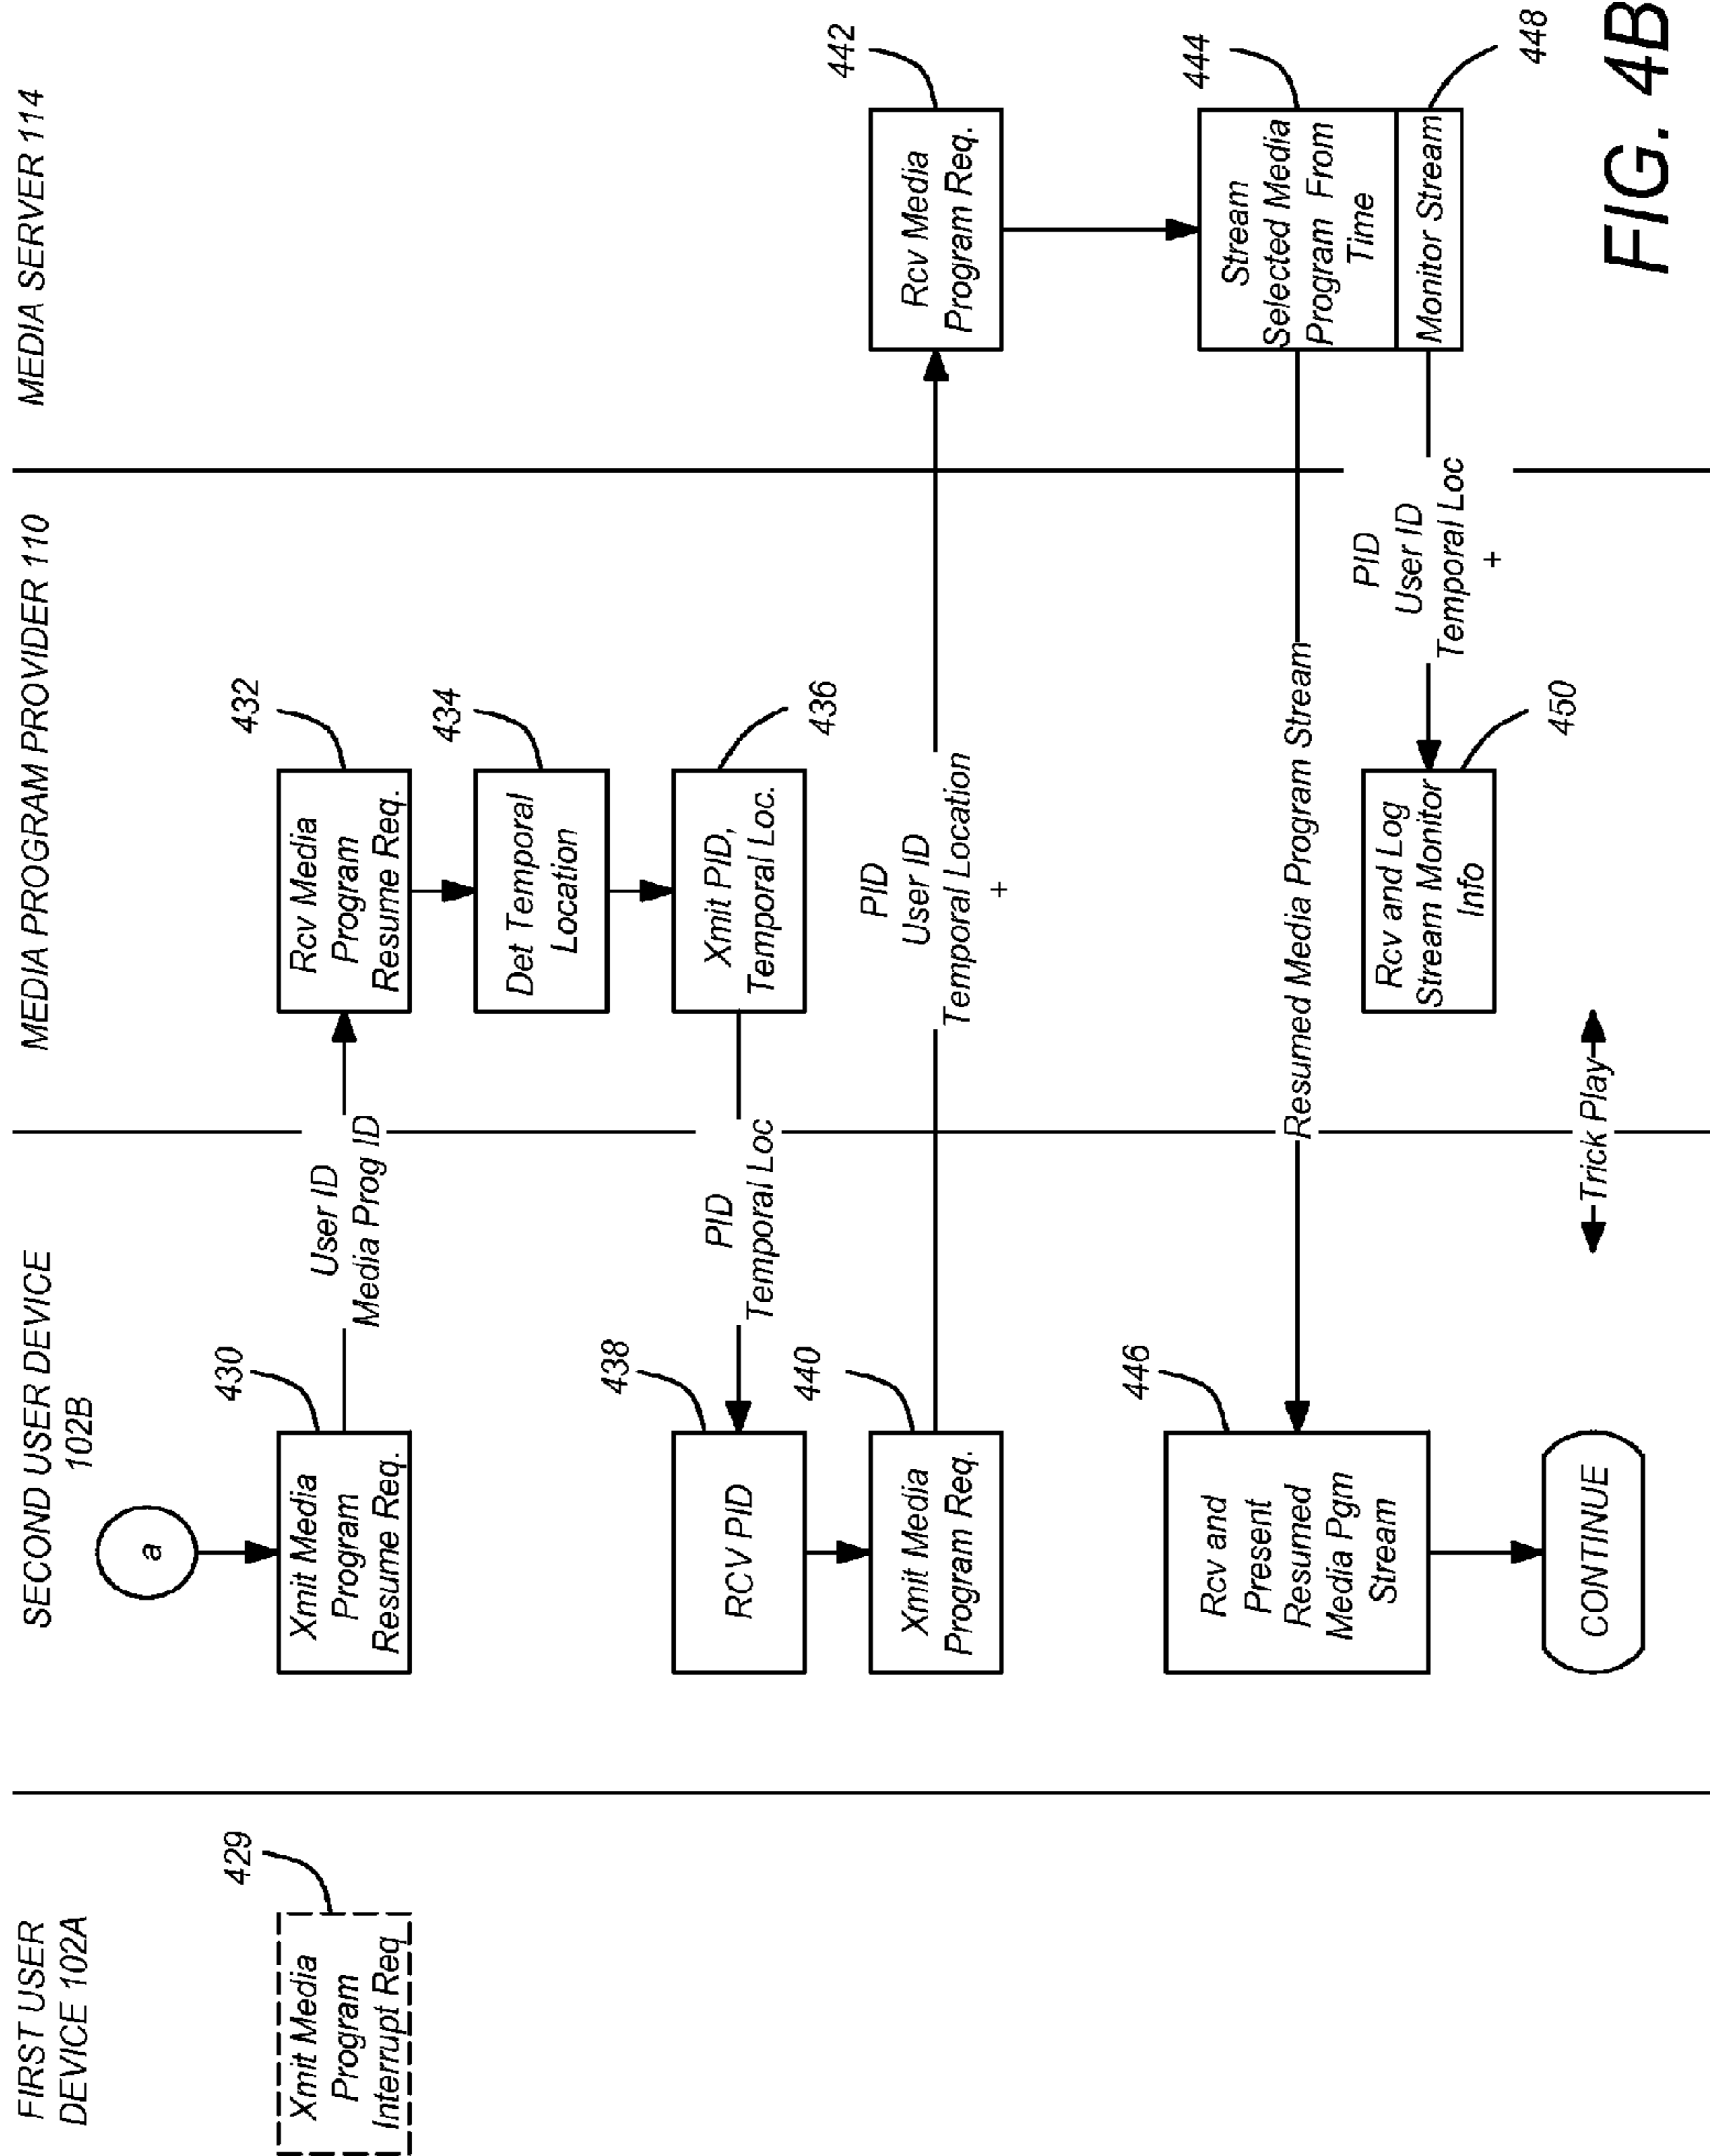 FIRST USER
DEVICE 102A
SECOND USER DEVICE
102B
MEDIA PROGRAM PROVIDER 110
MEDIA SERVER 114
a
429
Xmit Media
Program
Interrupt Req
430
Xmit Media
Program
Resume Req.
User ID
Media Prog ID
432
Rcv Media
Program
Resume Req.
434
Det Temporal
Location
436
Xmit PID,
Temporal Loc.
PID
Temporal Loc
438
RCV PID
440
Xmit Media
Program Req.
PID
User ID
Temporal Location
+
442
Rcv Media
Program Req.
444
Stream
Selected Media
Program From
Time
448
Monitor Stream
Resumed Media Program Stream
446
Rcv and
Present
Resumed
Media Pgm
Stream
PID
User ID
Temporal Loc
+
450
Rcv and Log
Stream Monitor
Info
Trick Play
CONTINUE
FIG. 4B